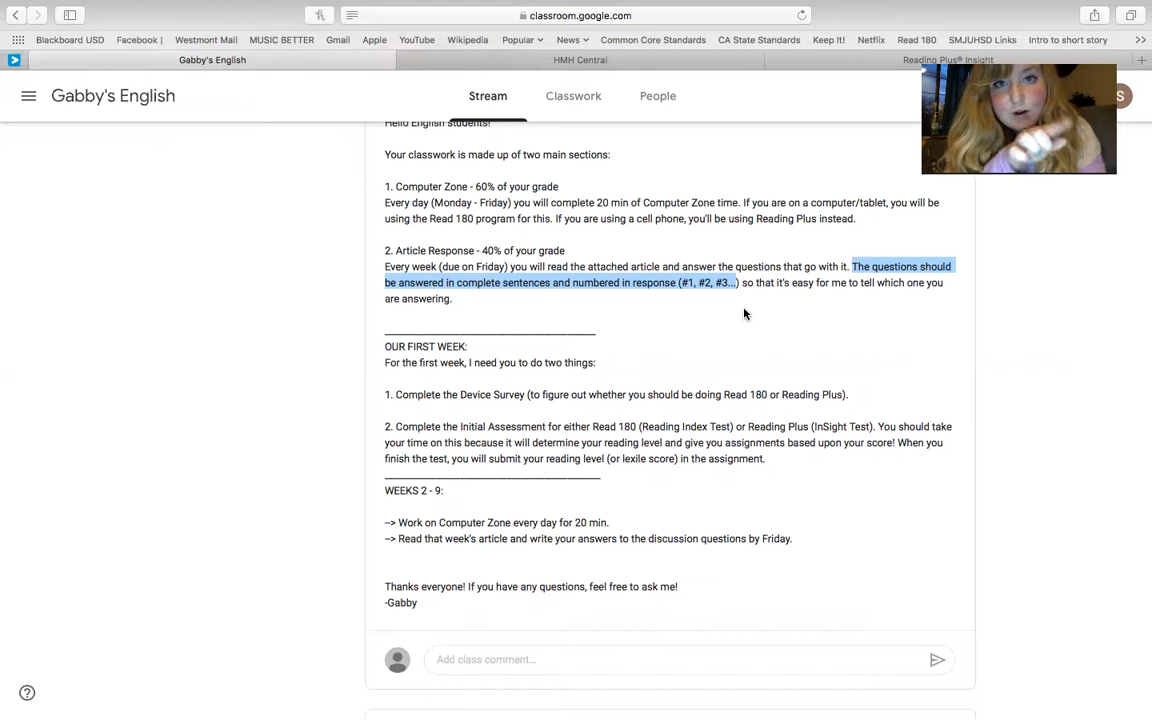 classroom.google.com
Blackboard USD Facebook | Westmont Mail MUSIC BETTER Gmail Apple YouTube Wikipedia Popular News Common Core Standards CA State Standards Keep It! Netflix Read 180 SMJUHSD Links Intro to short story >>
Gabby's English HMH Central Reading Plus® Insight
Gabby's English Stream Classwork People S
Hello English students!
Your classwork is made up of two main sections:
1. Computer Zone - 60% of your grade
Every day (Monday - Friday) you will complete 20 min of Computer Zone time. If you are on a computer/tablet, you will be
using the Read 180 program for this. If you are using a cell phone, you'll be using Reading Plus instead.
2. Article Response - 40% of your grade
Every week (due on Friday) you will read the attached article and answer the questions that go with it. The questions should
be answered in complete sentences and numbered in response (#1, #2, #3...) so that it's easy for me to tell which one you
are answering.
OUR FIRST WEEK:
For the first week, I need you to do two things:
1. Complete the Device Survey (to figure out whether you should be doing Read 180 or Reading Plus).
2. Complete the Initial Assessment for either Read 180 (Reading Index Test) or Reading Plus (InSight Test). You should take
your time on this because it will determine your reading level and give you assignments based upon your score! When you
finish the test, you will submit your reading level (or lexile score) in the assignment.
WEEKS 2 - 9:
--> Work on Computer Zone every day for 20 min.
--> Read that week's article and write your answers to the discussion questions by Friday.
Thanks everyone! If you have any questions, feel free to ask me!
-Gabby
Add class comment...